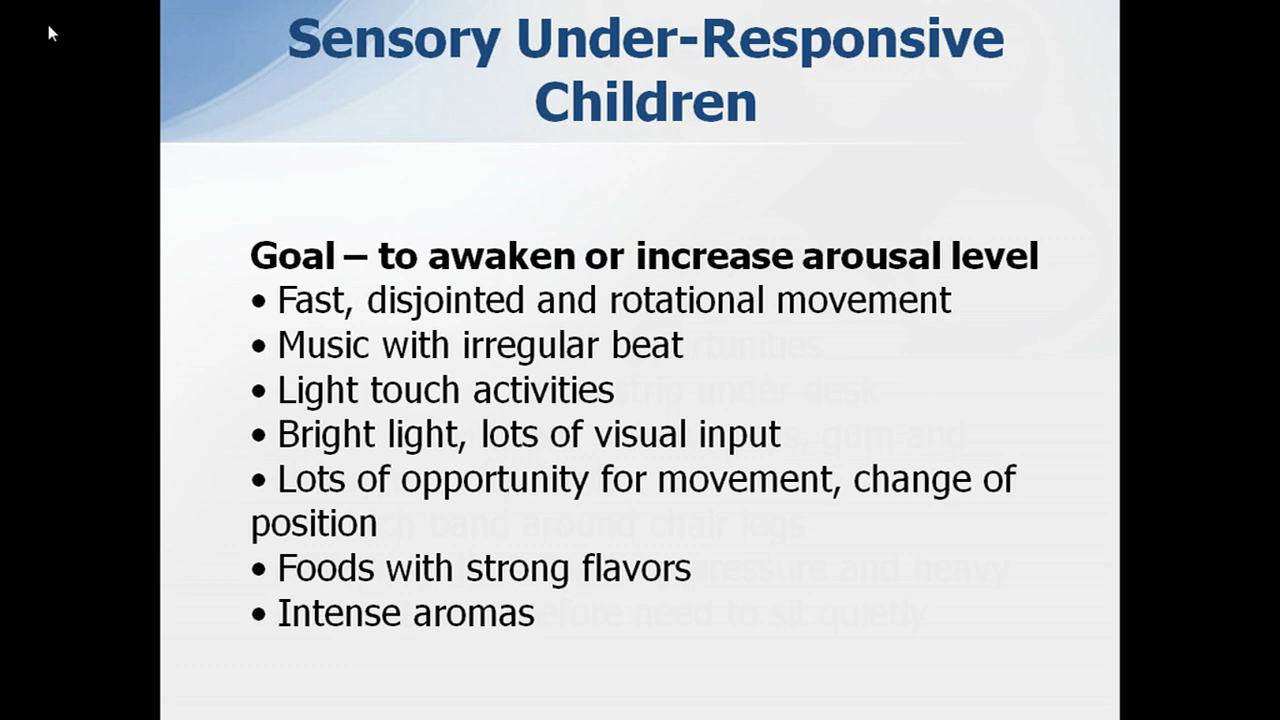 Sensory Under-Responsive
Children
Goal – to awaken or increase arousal level
• Fast, disjointed and rotational movement
• Music with irregular beat
• Light touch activities
• Bright light, lots of visual input
• Lots of opportunity for movement, change of
position
• Foods with strong flavors
• Intense aromas